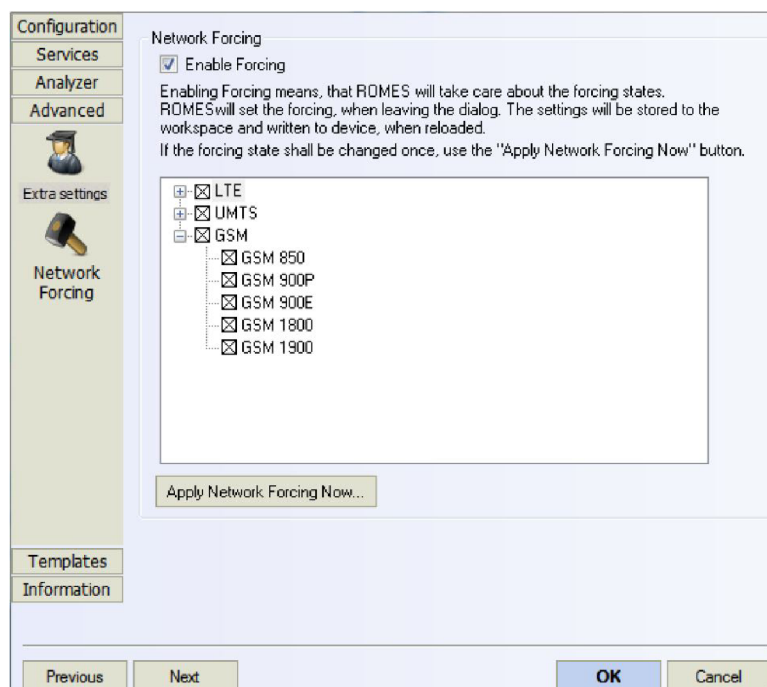 Configuration
Services
Analyzer
Advanced
Extra settings
Network
Forcing
Templates
Information
Network Forcing
Enable Forcing
Enabling Forcing means, that ROMES will take care about the forcing states.
ROMESwill set the forcing, when leaving the dialog. The settings will be stored to the
workspace and written to device, when reloaded.
If the forcing state shall be changed once, use the "Apply Network Forcing Now" button.
LTE
UMTS
GSM
GSM 850
GSM 900P
GSM 900E
GSM 1800
GSM 1900
Apply Network Forcing Now...
Previous
Next
OK
Cancel